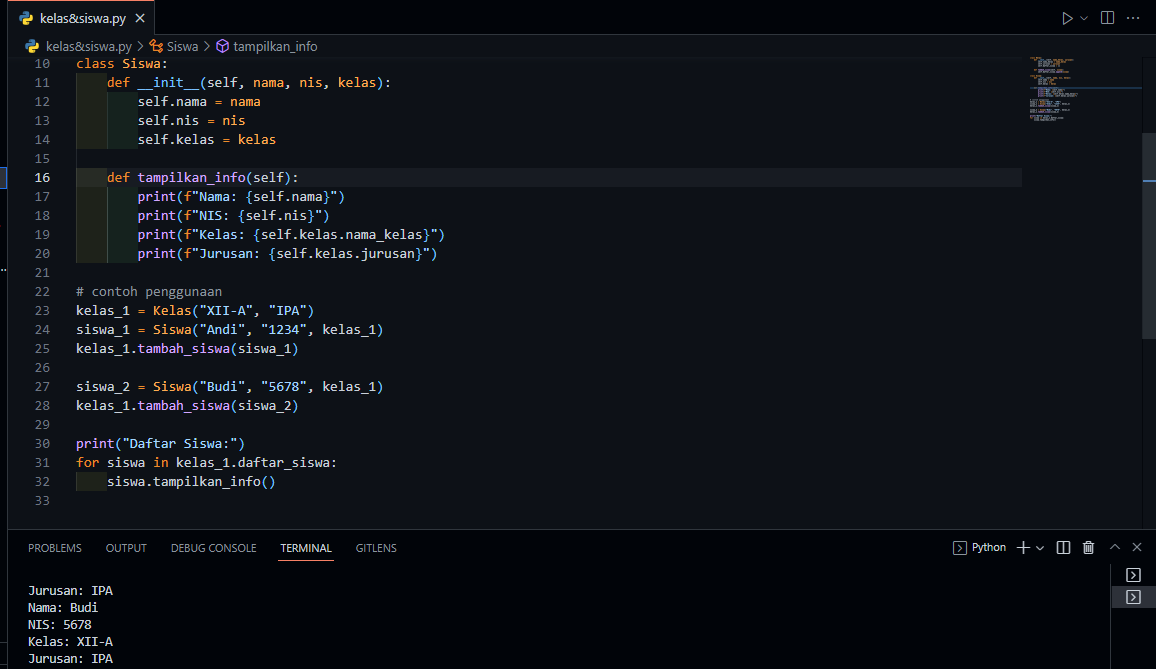 kelas&siswa.py
kelas&siswa.py > Siswa > tampilkan_info
10 class Siswa:
11     def __init__(self, nama, nis, kelas):
12         self.nama = nama
13         self.nis = nis
14         self.kelas = kelas
15
16     def tampilkan_info(self):
17         print(f"Nama: {self.nama}")
18         print(f"NIS: {self.nis}")
19         print(f"Kelas: {self.kelas.nama_kelas}")
20         print(f"Jurusan: {self.kelas.jurusan}")
21
22 # contoh penggunaan
23 kelas_1 = Kelas("XII-A", "IPA")
24 siswa_1 = Siswa("Andi", "1234", kelas_1)
25 kelas_1.tambah_siswa(siswa_1)
26
27 siswa_2 = Siswa("Budi", "5678", kelas_1)
28 kelas_1.tambah_siswa(siswa_2)
29
30 print("Daftar Siswa:")
31 for siswa in kelas_1.daftar_siswa:
32     siswa.tampilkan_info()
33
PROBLEMS OUTPUT DEBUG CONSOLE TERMINAL GITLENS Python
Jurusan: IPA
Nama: Budi
NIS: 5678
Kelas: XII-A
Jurusan: IPA